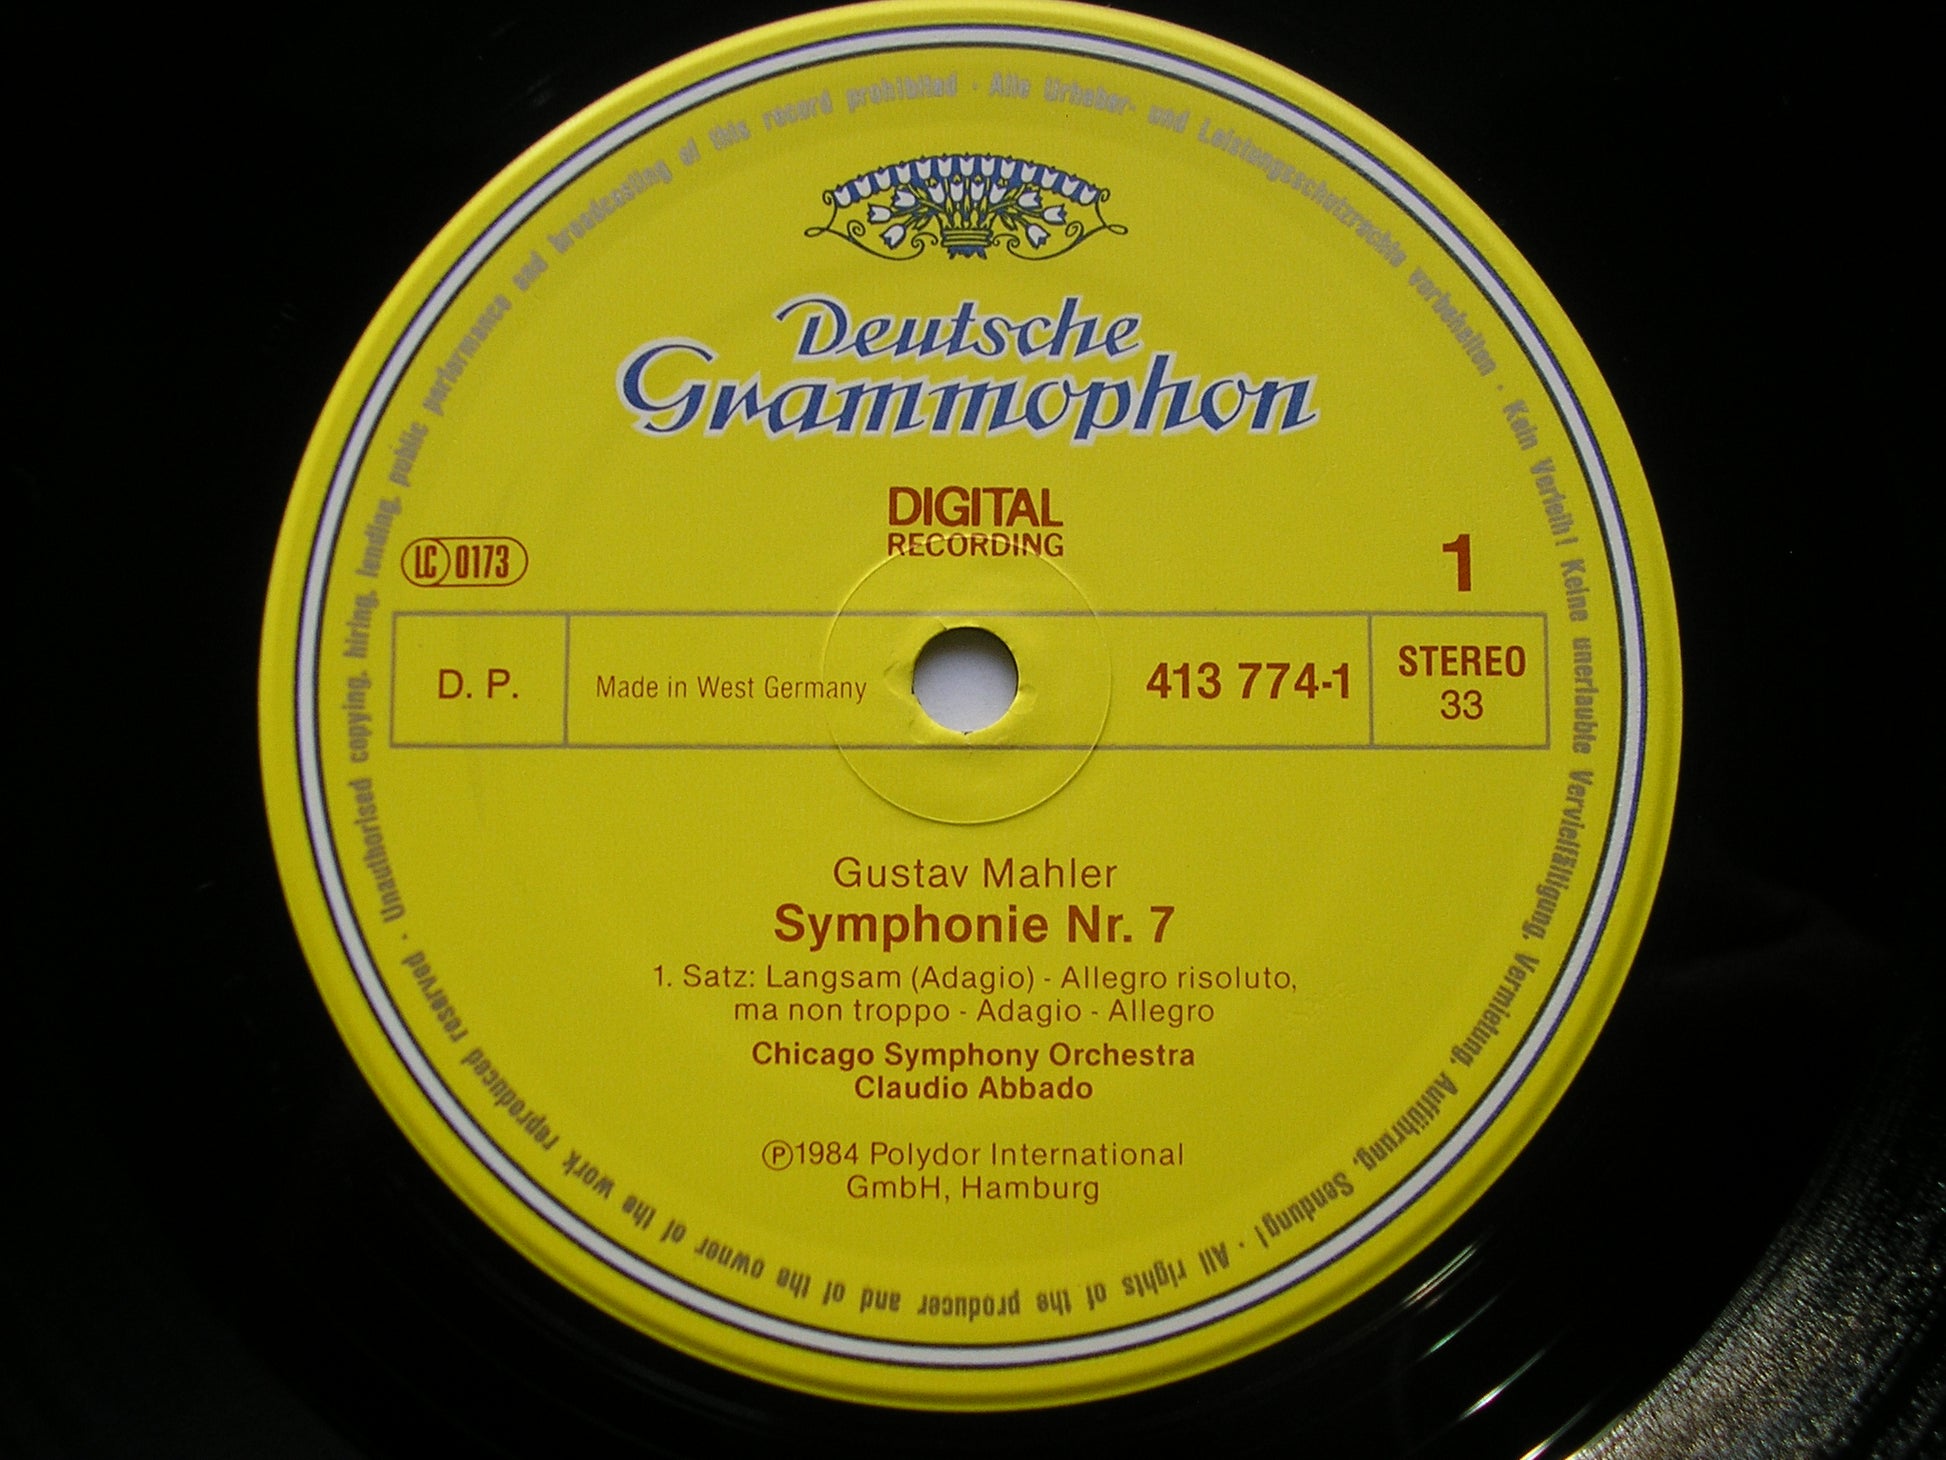 Deutsche
Grammophon
DIGITAL
RECORDING
LC 0173
1
D. P.
Made in West Germany
413 774-1
STEREO
33
Gustav Mahler
Symphonie Nr. 7
1. Satz: Langsam (Adagio) - Allegro risoluto,
ma non troppo - Adagio - Allegro
Chicago Symphony Orchestra
Claudio Abbado
℗1984 Polydor International
GmbH, Hamburg
Alle Urheber- und Leistungsschutzrechte vorbehalten · Kein Verleih! Keine unerlaubte Vervielfältigung, Vermietung, Aufführung, Sendung! · All rights of the producer and of the owner of the work reproduced reserved · Unauthorised copying, hiring, lending, public performance and broadcasting of this record prohibited ·